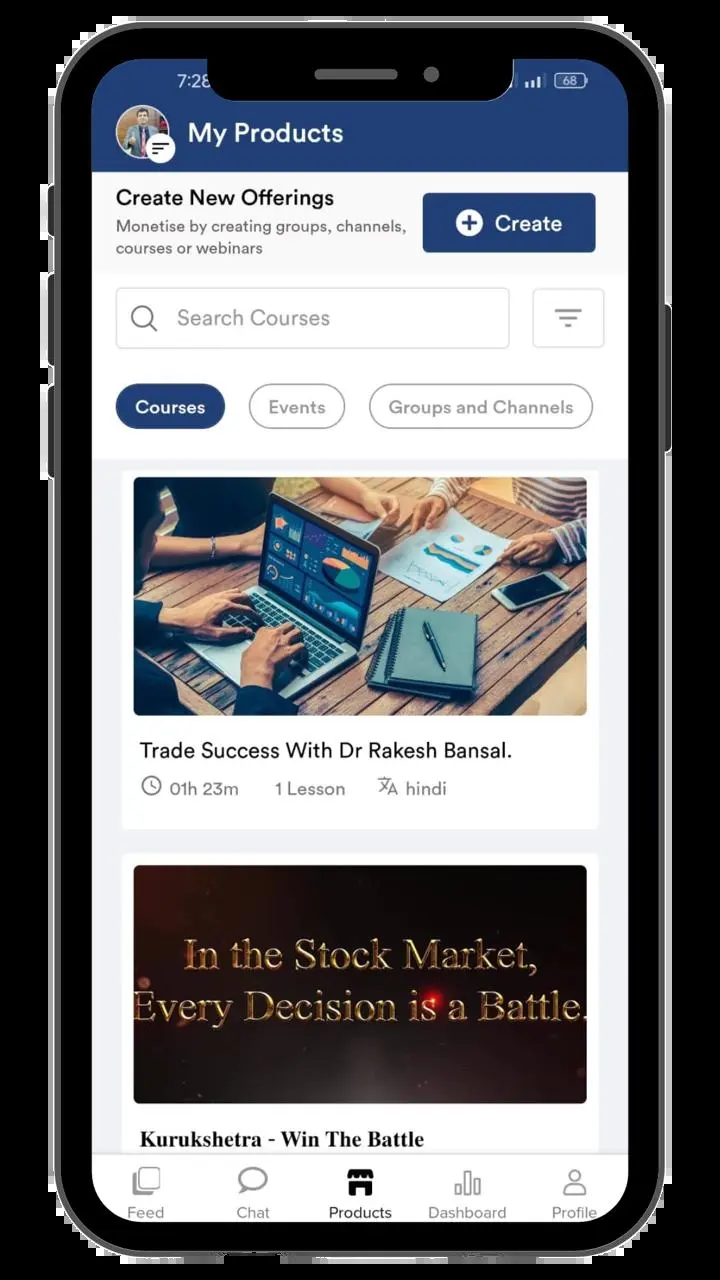 7:28
68
My Products
Create New Offerings
Monetise by creating groups, channels,
courses or webinars
Create
Search Courses
Courses
Events
Groups and Channels
Trade Success With Dr Rakesh Bansal.
01h 23m
1 Lesson
hindi
In the Stock Market,
Every Decision is a Battle.
Kurukshetra - Win The Battle
Feed
Chat
Products
Dashboard
Profile